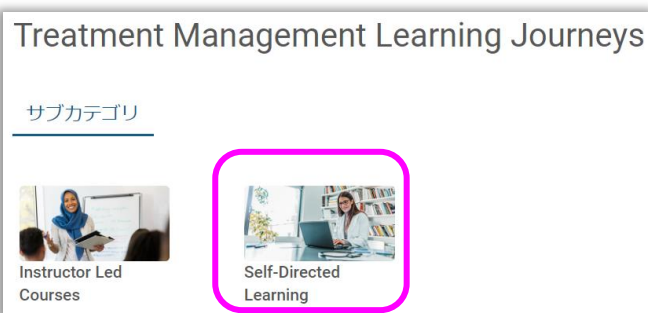 Treatment Management Learning Journeys
サブカテゴリ
Instructor Led
Courses
Self-Directed
Learning